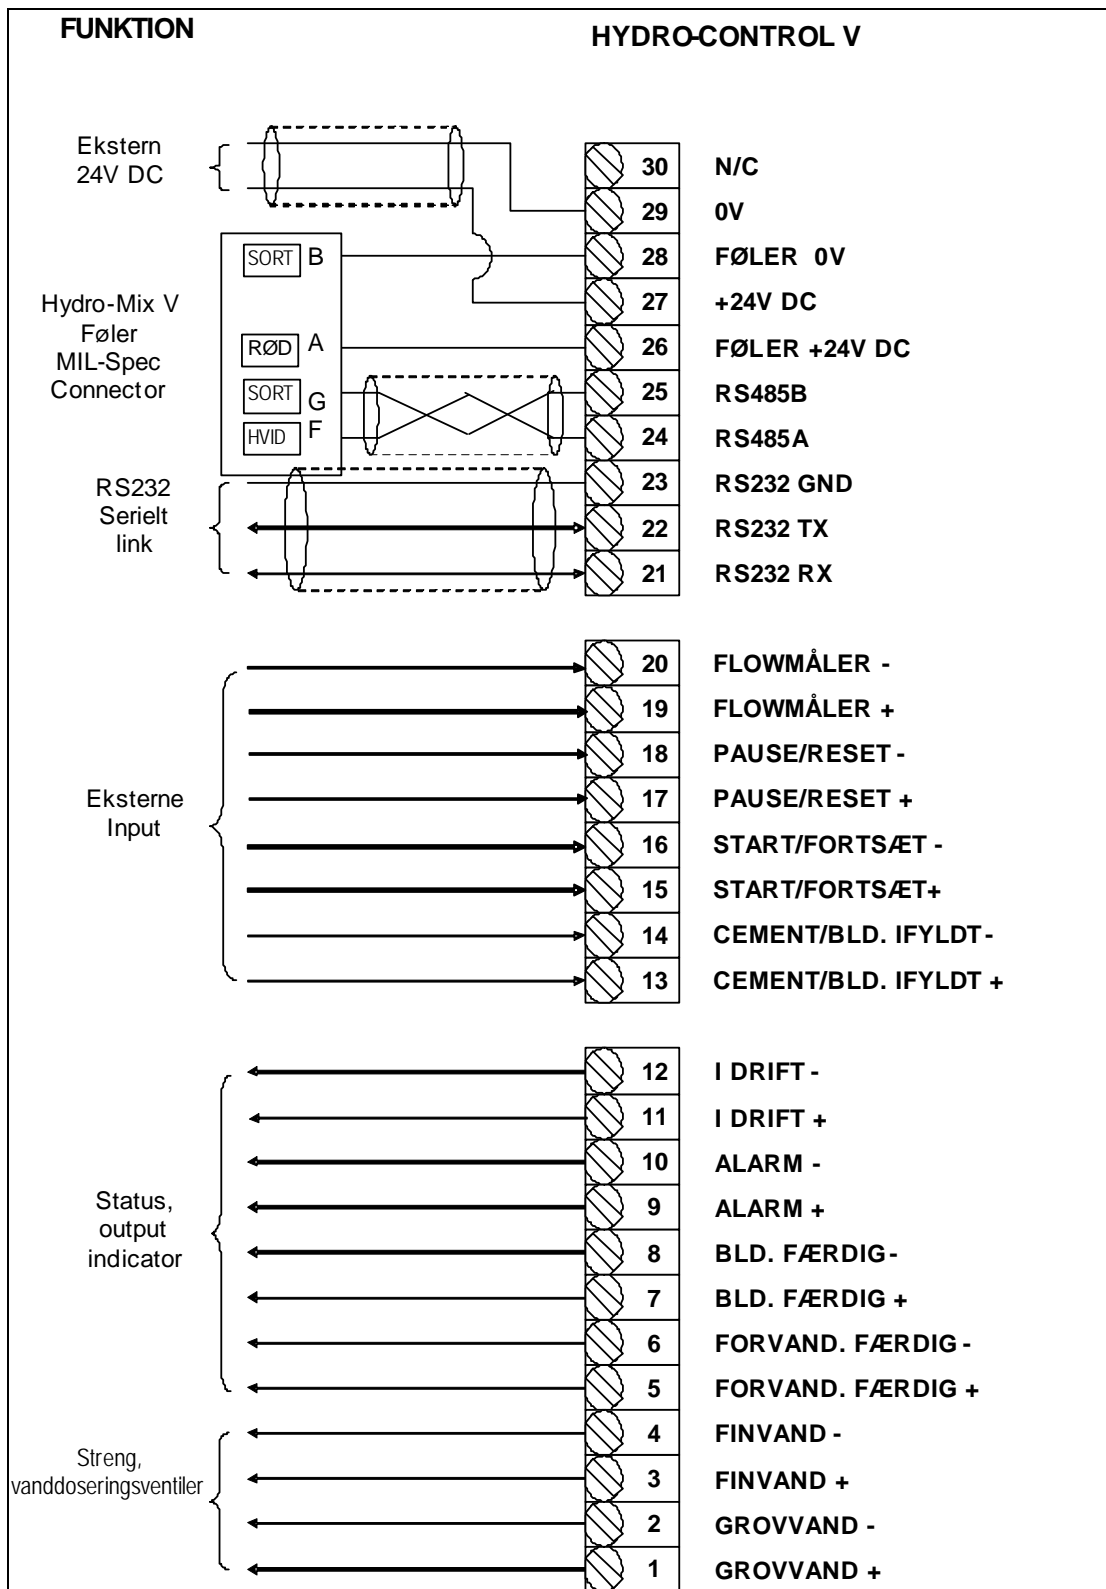 FUNKTION
HYDRO-CONTROL V
Ekstern
24V DC
30 N/C
29 0V
SORT B
28 FØLER 0V
27 +24V DC
Hydro-Mix V
Føler
MIL-Spec
Connector
RØD A
26 FØLER +24V DC
SORT G
25 RS485B
HVID F
24 RS485A
RS232
Serielt
link
23 RS232 GND
22 RS232 TX
21 RS232 RX
20 FLOWMÅLER -
19 FLOWMÅLER +
18 PAUSE/RESET -
17 PAUSE/RESET +
Eksterne
Input
16 START/FORTSÆT -
15 START/FORTSÆT+
14 CEMENT/BLD. IFYLDT -
13 CEMENT/BLD. IFYLDT +
12 I DRIFT -
11 I DRIFT +
10 ALARM -
9 ALARM +
Status,
output
indicator
8 BLD. FÆRDIG -
7 BLD. FÆRDIG +
6 FORVAND. FÆRDIG -
5 FORVAND. FÆRDIG +
4 FINVAND -
Streng,
vanddoseringsventiler
3 FINVAND +
2 GROVVAND -
1 GROVVAND +